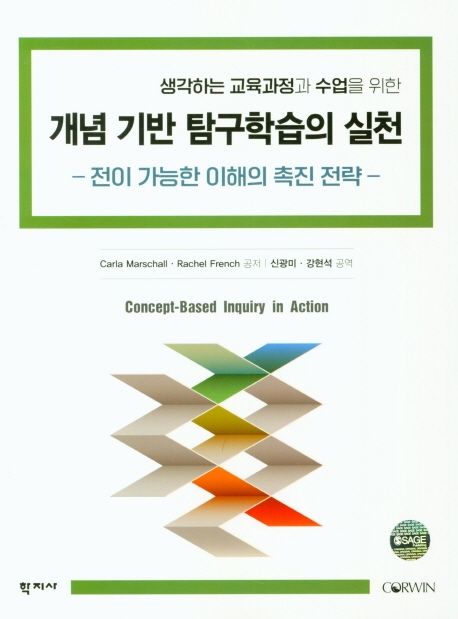 생각하는 교육과정과 수업을 위한
개념 기반 탐구학습의 실천
– 전이 가능한 이해의 촉진 전략 –
Carla Marschall · Rachel French 공저 | 신광미 · 강현석 공역
Concept-Based Inquiry in Action
SAGE
학지사
CORWIN